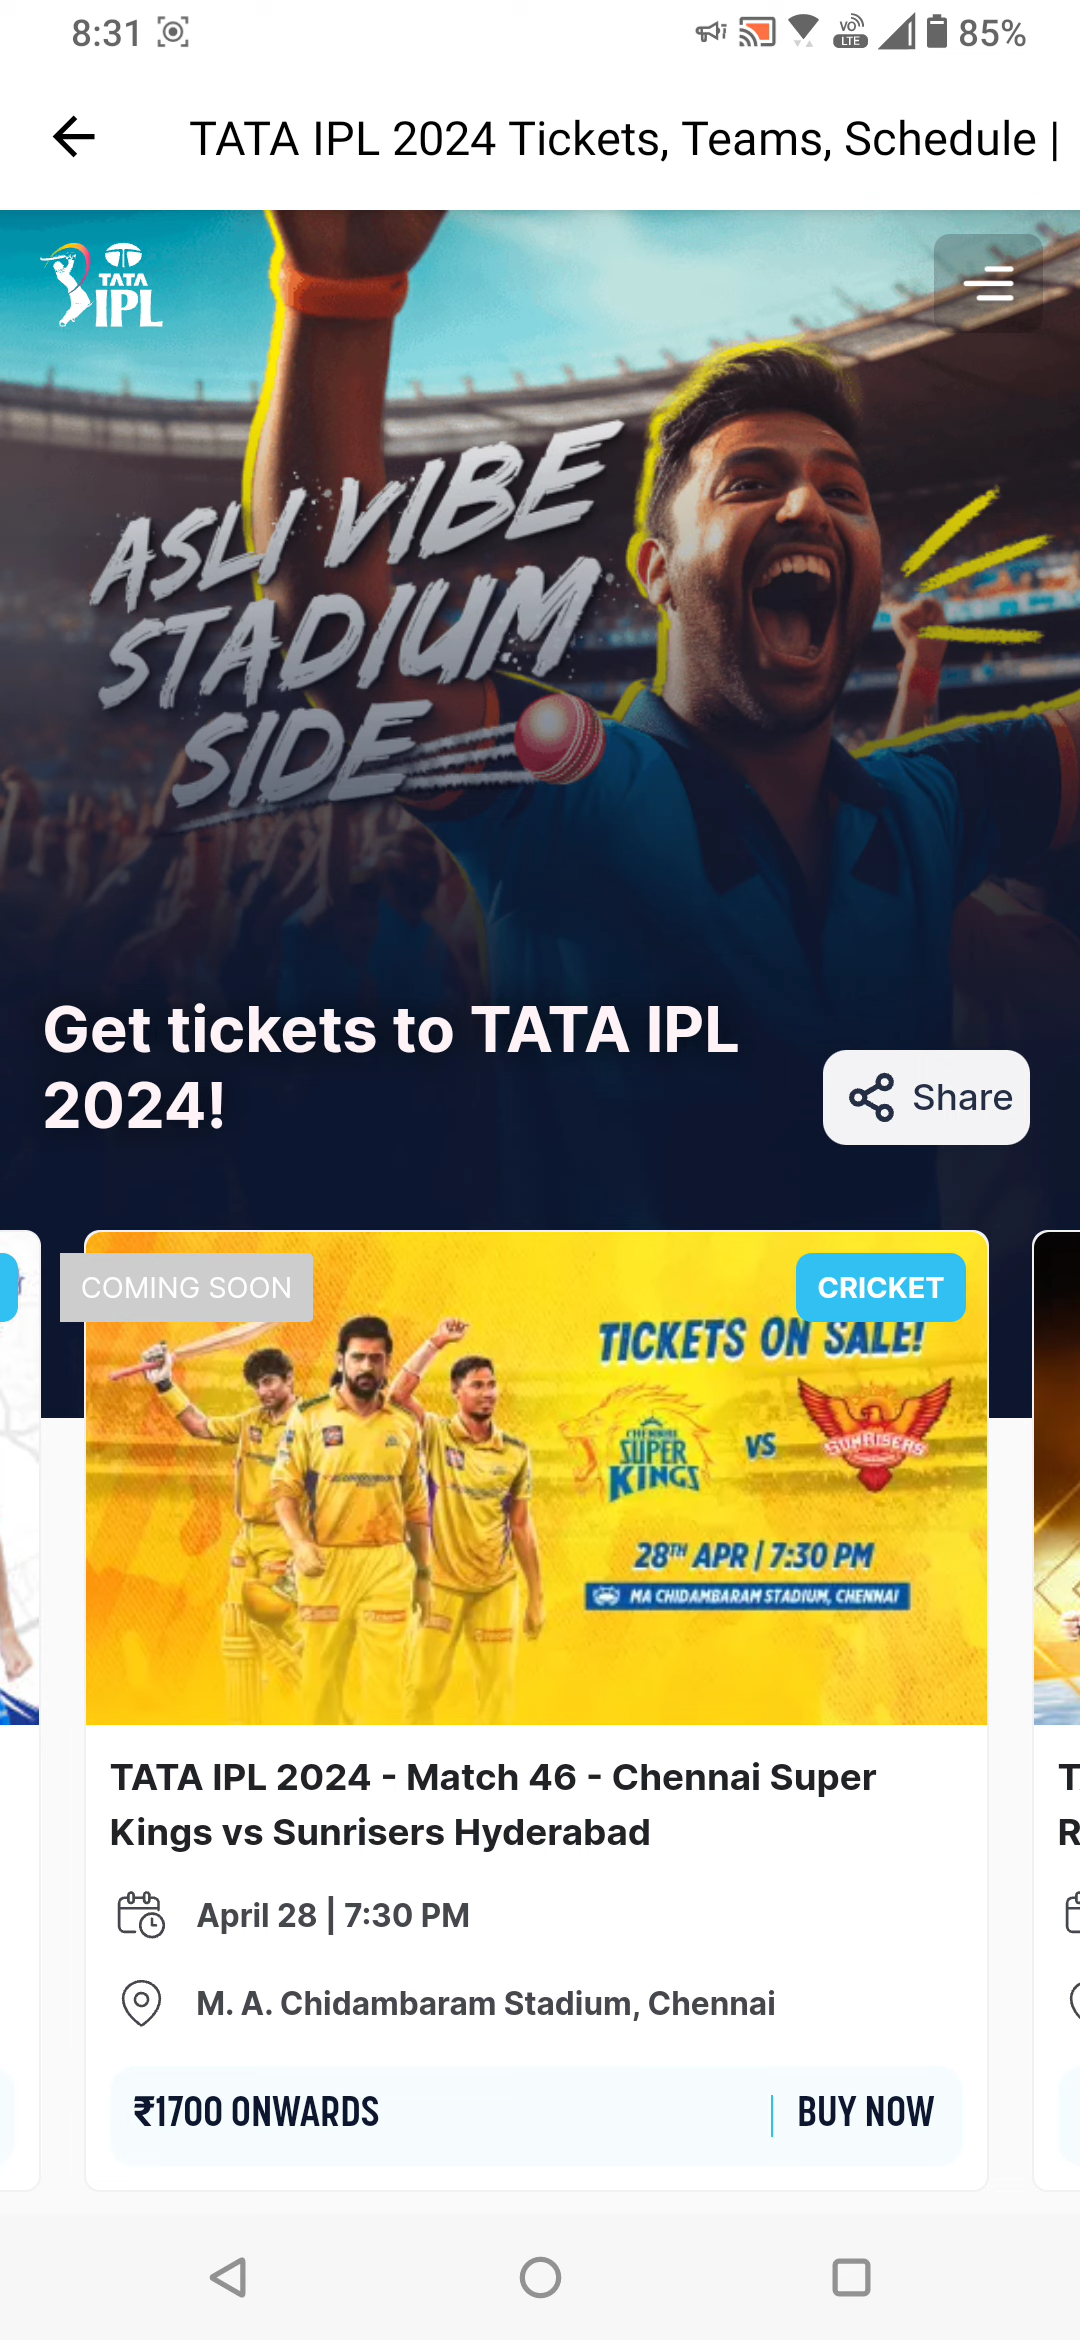 8:31
VO
LTE
85%
TATA IPL 2024 Tickets, Teams, Schedule |
TATA
IPL
ASLI VIBE
STADIUM
SIDE
Get tickets to TATA IPL
2024!
Share
COMING SOON
CRICKET
TICKETS ON SALE!
CHENNAI
SUPER
KINGS
VS
SUNRISERS
28TH APR | 7:30 PM
MA CHIDAMBARAM STADIUM, CHENNAI
TATA IPL 2024 - Match 46 - Chennai Super
Kings vs Sunrisers Hyderabad
April 28 | 7:30 PM
M. A. Chidambaram Stadium, Chennai
₹1700 ONWARDS
BUY NOW
T
R